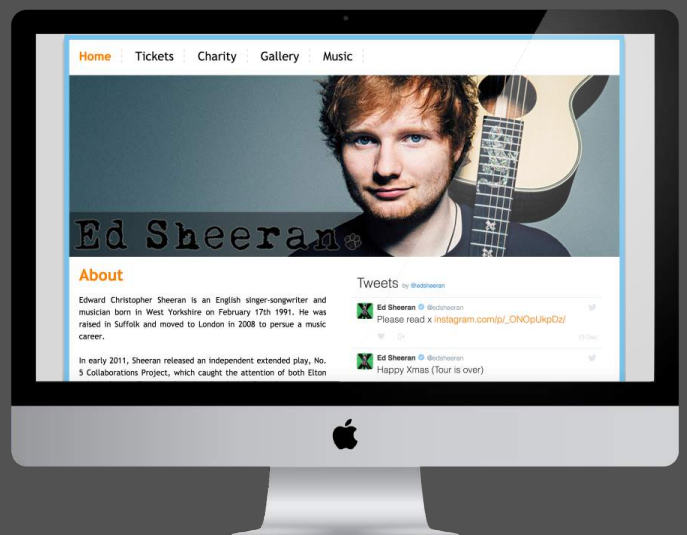 Home Tickets Charity Gallery Music
Ed Sheeran
About
Edward Christopher Sheeran is an English singer-songwriter and
musician born in West Yorkshire on February 17th 1991. He was
raised in Suffolk and moved to London in 2008 to persue a music
career.
In early 2011, Sheeran released an independent extended play, No.
5 Collaborations Project, which caught the attention of both Elton
Tweets by @edsheeran
Ed Sheeran @edsheeran
Please read x instagram.com/p/_ONOpUkpDz/
Ed Sheeran @edsheeran
Happy Xmas (Tour is over)